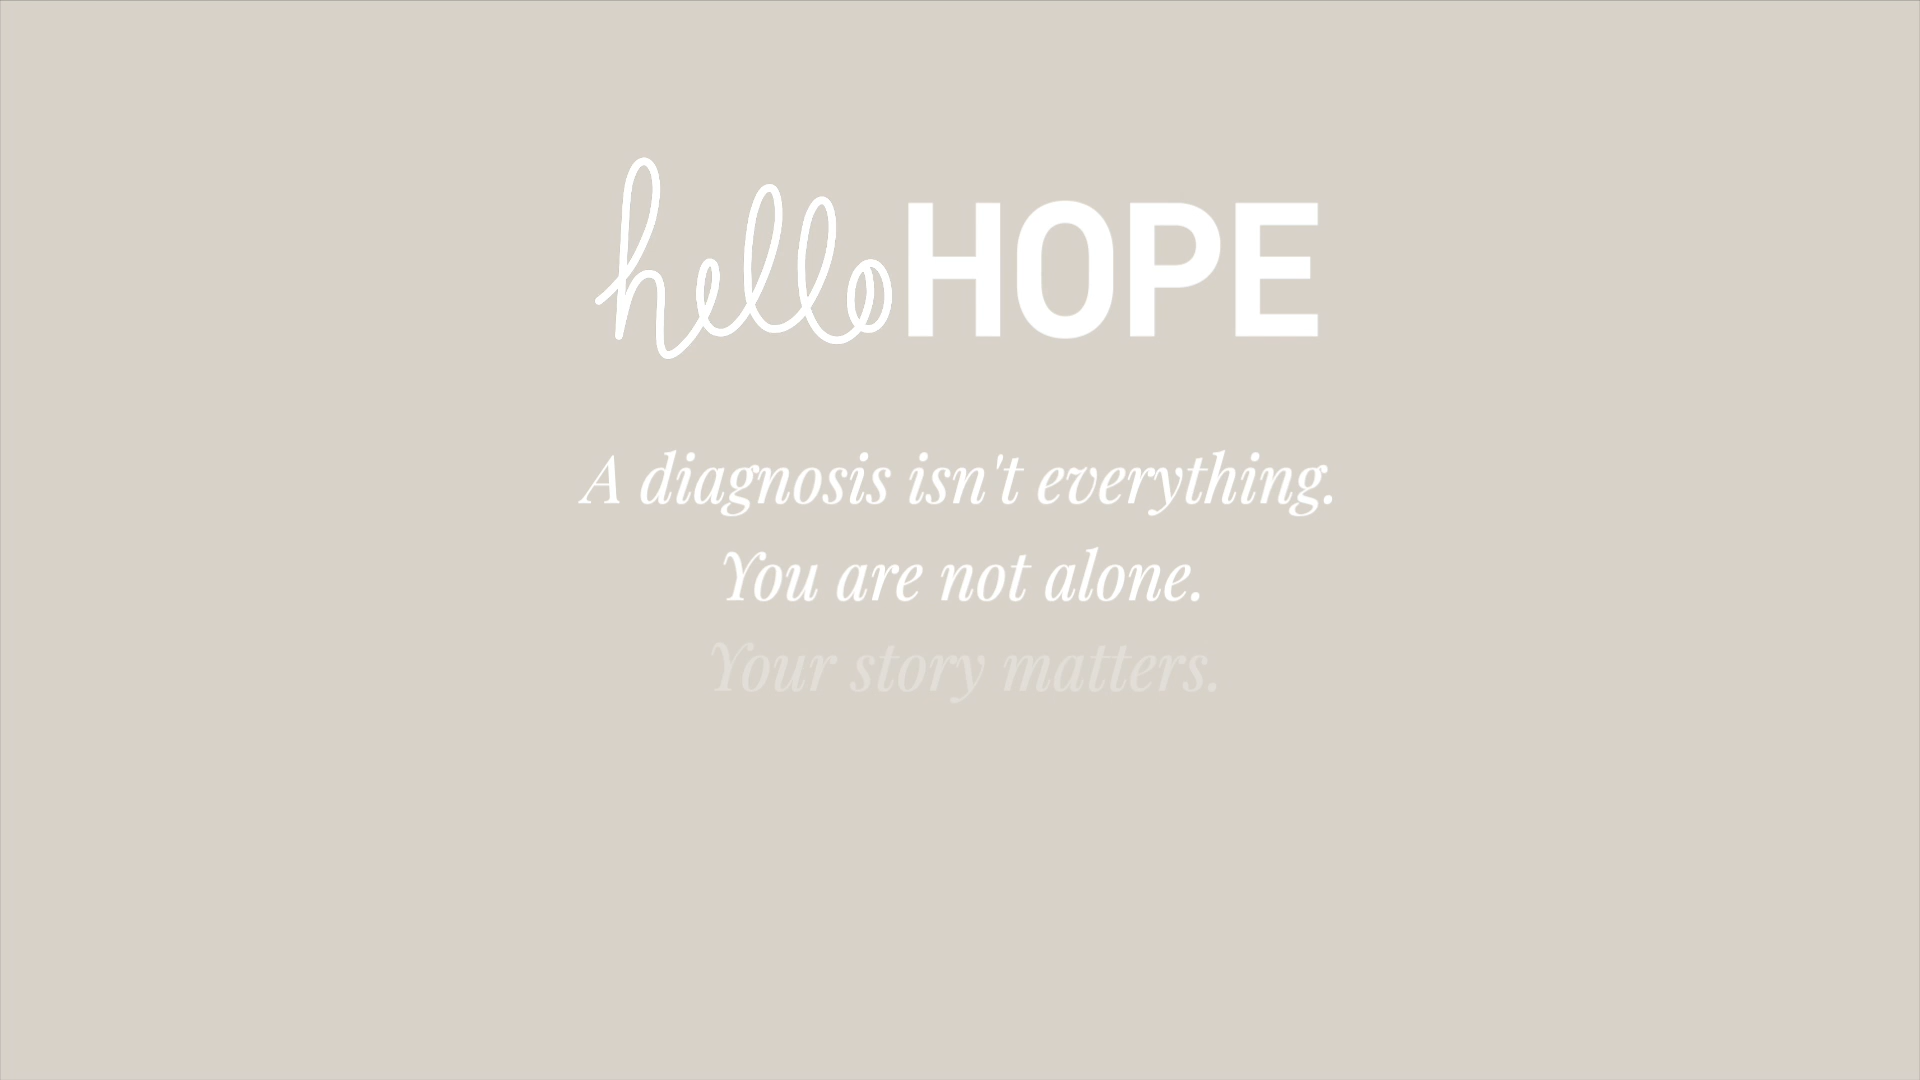 helloHOPE
A diagnosis isn't everything.
You are not alone.
Your story matters.